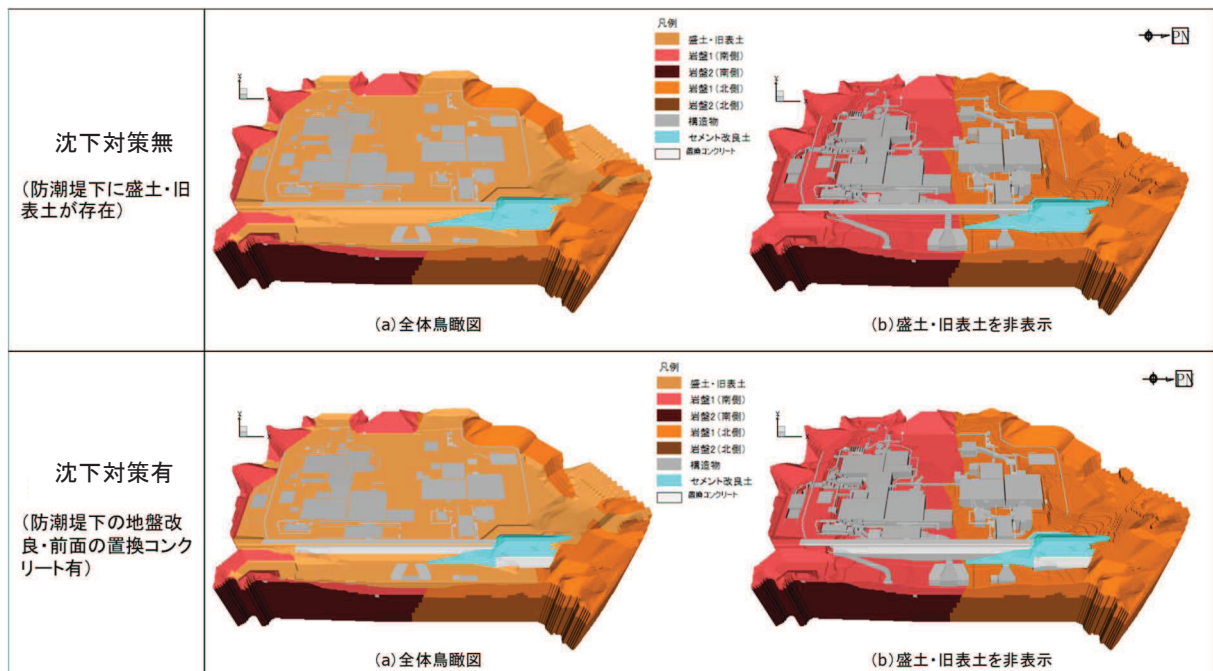 沈下対策無
(防潮堤下に盛土・旧
表土が存在)
凡例
盛土・旧表土
岩盤1(南側)
岩盤2(南側)
岩盤1(北側)
岩盤2(北側)
構造物
セメント改良土
置換コンクリート
PN
(a)全体鳥瞰図
(b)盛土・旧表土を非表示
沈下対策有
(防潮堤下の地盤改
良・前面の置換コンク
リート有)
凡例
盛土・旧表土
岩盤1(南側)
岩盤2(南側)
岩盤1(北側)
岩盤2(北側)
構造物
セメント改良土
置換コンクリート
PN
(a)全体鳥瞰図
(b)盛土・旧表土を非表示